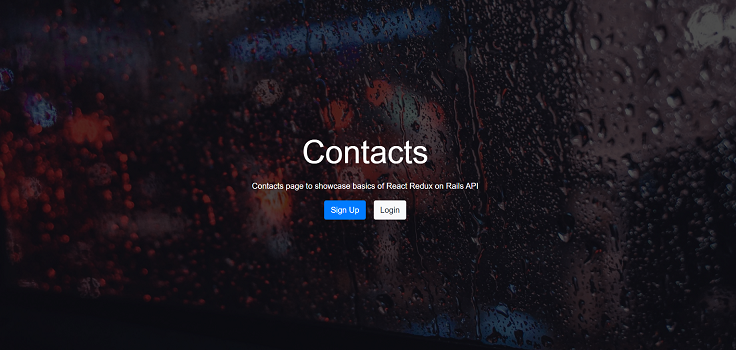 Contacts
Contacts page to showcase basics of React Redux on Rails API
Sign Up Login